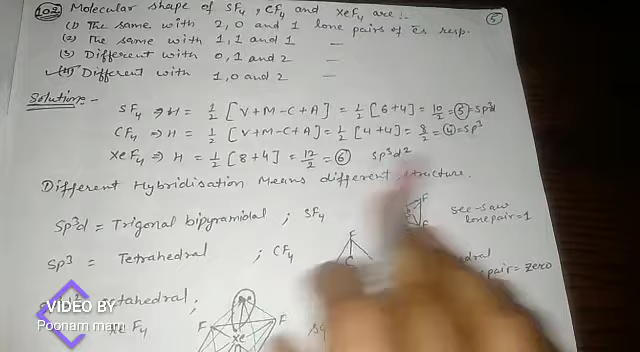 102 Molecular shape of SF4, CF4 and XeF4 are :-
5
(1) The same with 2, 0 and 1 lone pairs of es resp.
(2) The same with 1, 1 and 1 —
(3) Different with 0, 1 and 2 —
(4) Different with 1, 0 and 2 —
Solution:-
SF4 ⇒ H = 1/2 [V+M-C+A] = 1/2 [6+4] = 10/2 = 5 = sp3d
CF4 ⇒ H = 1/2 [V+M-C+A] = 1/2 [4+4] = 8/2 = 4 = sp3
XeF4 ⇒ H = 1/2 [8+4] = 12/2 = 6 sp3d2
Different Hybridisation Means different structure.
Sp3d = Trigonal bipyramidal ; SF4
see-saw
lone pair = 1
F
F
Sp3 = Tetrahedral ; CF4
F
C
pair = zero
octahedral,
XeF4
F
F
Xe
VIDEO BY
Poonam